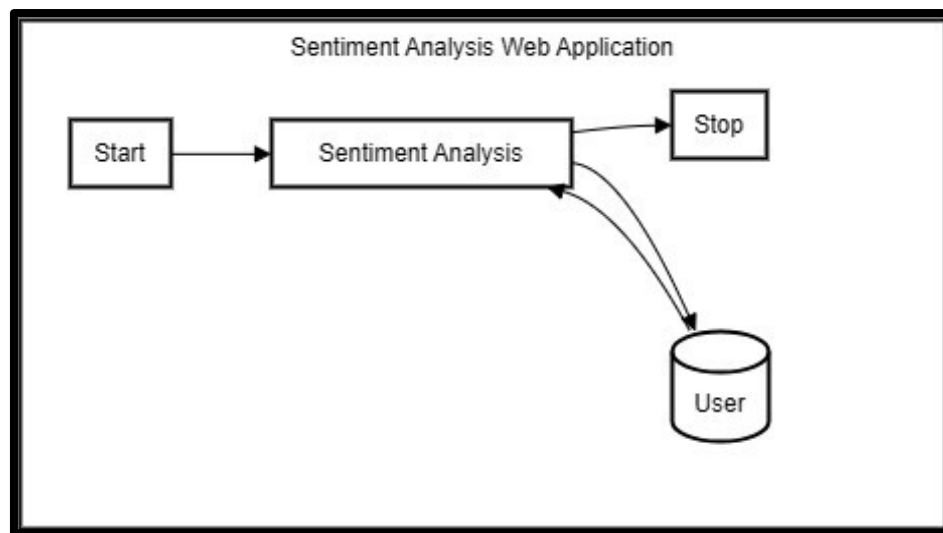 Sentiment Analysis Web Application
Start
Sentiment Analysis
Stop
User